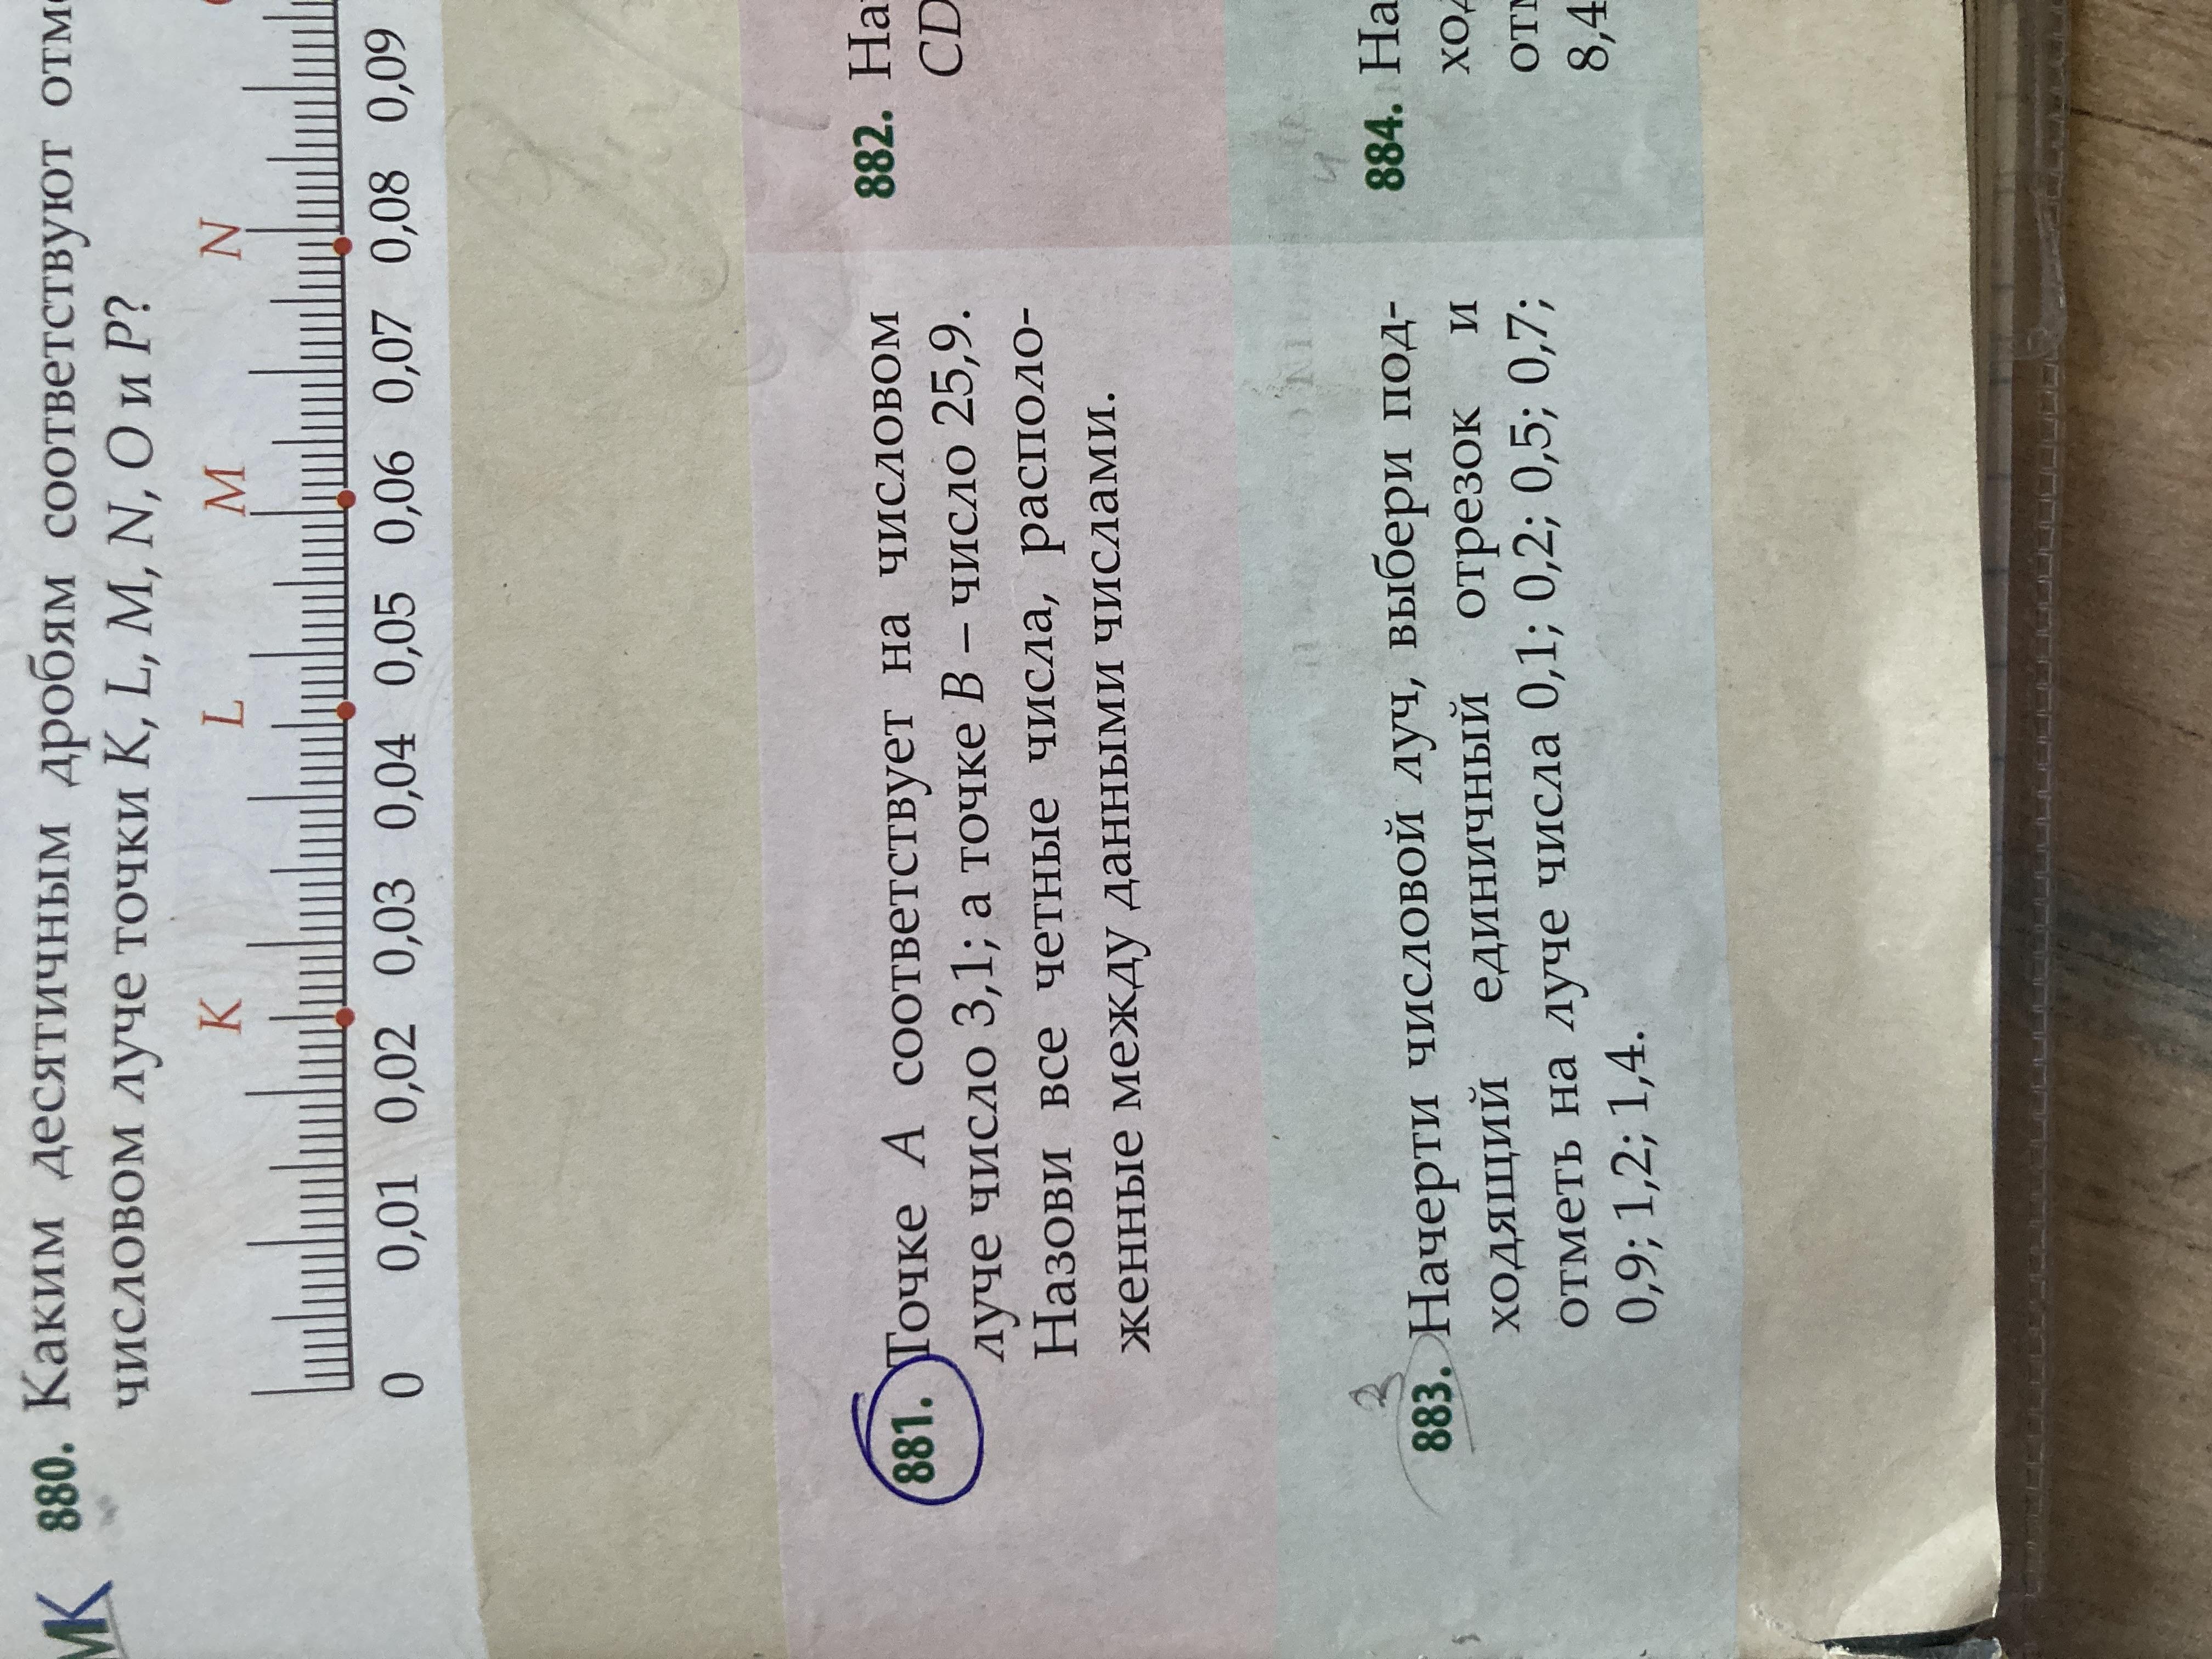 МК 880. Каким десятичным дробям соответствуют отм
числовом луче точки K, L, M, N, O и P?
K L M N
0 0,01 0,02 0,03 0,04 0,05 0,06 0,07 0,08 0,09
881. Точке A соответствует на числовом
луче число 3,1; а точке B – число 25,9.
Назови все четные числа, располо-
женные между данными числами.
882. На
CD
883. Начерти числовой луч, выбери под-
ходящий единичный отрезок и
отметь на луче числа 0,1; 0,2; 0,5; 0,7;
0,9; 1,2; 1,4.
884. На
ход
отм
8,4